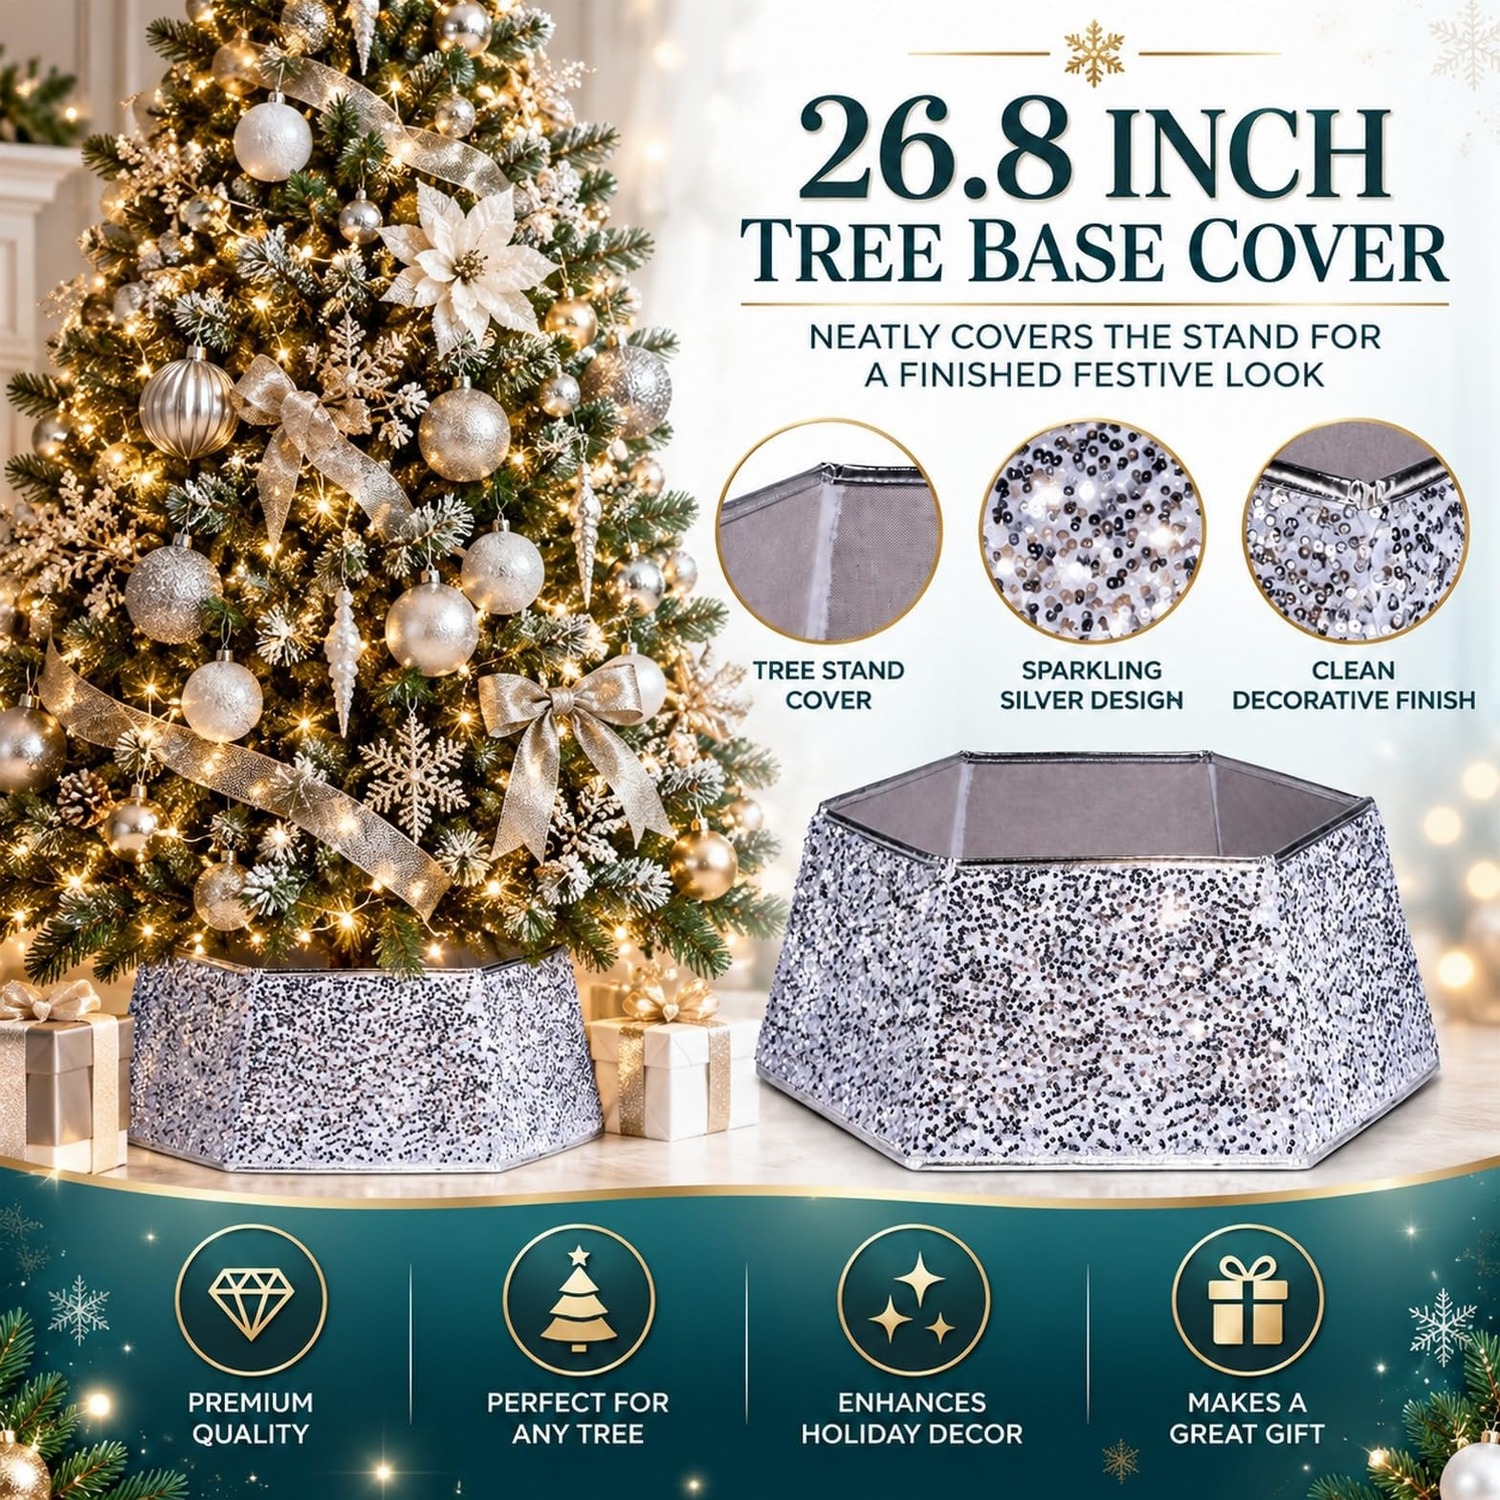 26.8 INCH
TREE BASE COVER
NEATLY COVERS THE STAND FOR
A FINISHED FESTIVE LOOK
TREE STAND
COVER
SPARKLING
SILVER DESIGN
CLEAN
DECORATIVE FINISH
PREMIUM
QUALITY
PERFECT FOR
ANY TREE
ENHANCES
HOLIDAY DECOR
MAKES A
GREAT GIFT